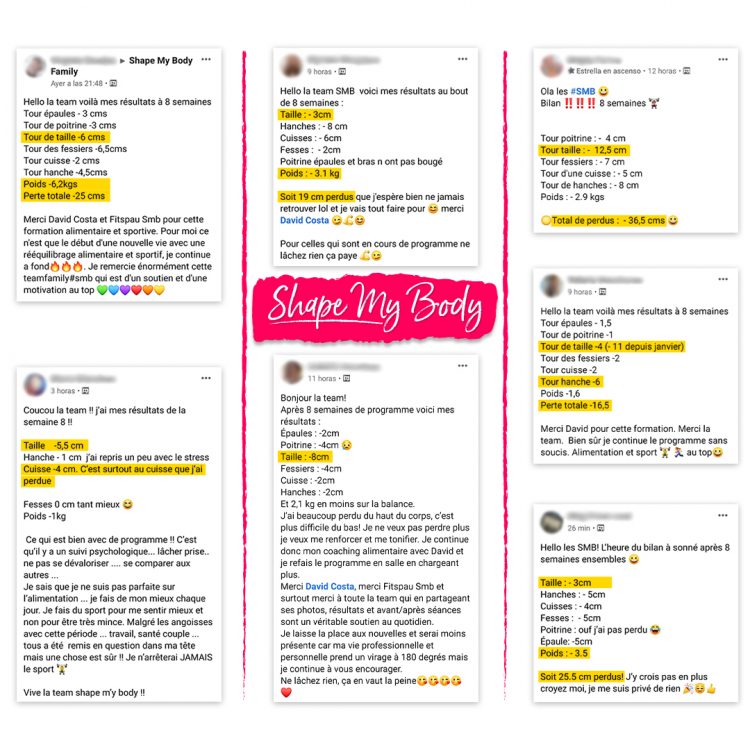 ▸ Shape My Body
Family
Ayer a las 21:48 ·
Hello la team voilà mes résultats à 8 semaines
Tour épaules - 3 cms
Tour de poitrine -3 cms
Tour de taille -6 cms
Tour des fessiers -6,5cms
Tour cuisse -2 cms
Tour hanche -4,5cms
Poids -6,2kgs
Perte totale -25 cms
Merci David Costa et Fitspau Smb pour cette
formation alimentaire et sportive. Pour moi ce
n'est que le début d'une nouvelle vie avec une
rééquilibrage alimentaire et sportif, je continue
a fond🔥🔥🔥. Je remercie énormément cette
teamfamily#smb qui est d'un soutien et d'une
motivation au top 💚💙💜❤️🧡💛
3 horas ·
Coucou la team !! j'ai mes résultats de la
semaine 8 !!
Taille -5,5 cm
Hanche - 1 cm j'ai repris un peu avec le stress
Cuisse -4 cm. C'est surtout au cuisse que j'ai
perdue
Fesses 0 cm tant mieux 😅
Poids -1kg
Ce qui est bien avec de programme !! C'est
qu'il y a un suivi psychologique... lâcher prise..
ne pas se dévaloriser .... se comparer aux
autres ...
Je sais que je ne suis pas parfaite sur
l'alimentation ... je fais de mon mieux chaque
jour. Je fais du sport pour me sentir mieux et
non pour être très mince. Malgré les angoisses
avec cette période ... travail, santé couple ...
tous a été remis en question dans ma tête
mais une chose est sûr !! Je n'arrêterai JAMAIS
le sport 🏋️
Vive la team shape m'y body !!
9 horas ·
Hello la team SMB voici mes résultats au bout
de 8 semaines :
Taille : - 3cm
Hanches : - 8 cm
Cuisses : - 6cm
Fesses : - 2cm
Poitrine épaules et bras n ont pas bougé
Poids : - 3.1 kg
Soit 19 cm perdus que j'espère bien ne jamais
retrouver lol et je vais tout faire pour 😄 merci
David Costa 😉💪😄
Pour celles qui sont en cours de programme ne
lâchez rien ça paye 💪😉
Shape My Body
11 horas ·
Bonjour la team!
Après 8 semaines de programme voici mes
résultats :
Épaules : -2cm
Poitrine : -4cm 😥
Taille : -8cm
Fessiers : -4cm
Cuisse : -2cm
Hanches : -2cm
Et 2,1 kg en moins sur la balance.
J'ai beaucoup perdu du haut du corps, c'est
plus difficile du bas! Je ne veux pas perdre plus
je veux me renforcer et me tonifier. Je continue
donc mon coaching alimentaire avec David et
je refais le programme en salle en chargeant
plus.
Merci David Costa, merci Fitspau Smb et
surtout merci à toute la team qui en partageant
ses photos, résultats et avant/après séances
sont un véritable soutien au quotidien.
Je laisse la place aux nouvelles et serai moins
présente car ma vie professionnelle et
personnelle prend un virage à 180 degrés mais
je continue à vous encourager.
Ne lâchez rien, ça en vaut la peine😘😘😘😘
❤️
Estrella en ascenso · 12 horas ·
Ola les #SMB 😀
Bilan ‼️‼️‼️ 8 semaines 🏋️
Tour poitrine : - 4 cm
Tour taille : - 12,5 cm
Tour fessiers : - 7 cm
Tour d'une cuisse : - 5 cm
Tour de hanches : - 8 cm
Poids : - 2.9 kgs
Total de perdus : - 36,5 cms 😀
9 horas ·
Hello la team voilà mes résultats à 8 semaines
Tour épaules - 1,5
Tour de poitrine -1
Tour de taille -4 (- 11 depuis janvier)
Tour des fessiers -2
Tour cuisse -2
Tour hanche -6
Poids -1,6
Perte totale -16,5
Merci David pour cette formation. Merci la
team. Bien sûr je continue le programme sans
soucis. Alimentation et sport 🏋️🏃 au top😀
26 min ·
Hello les SMB! L'heure du bilan à sonné après 8
semaines ensembles 😀
Taille : - 3cm
Hanches : - 5cm
Cuisses : - 4cm
Fesses : - 5cm
Poitrine : ouf j'ai pas perdu 😂
Épaule: -5cm
Poids : - 3.5
Soit 25.5 cm perdus! J'y crois pas en plus
croyez moi, je me suis privé de rien 🎉🤩👍